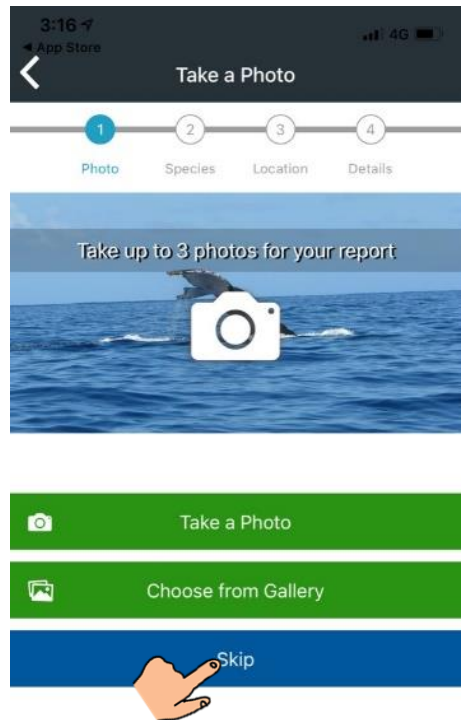 3:16
4G
◀ App Store
Take a Photo
1 2 3 4
Photo Species Location Details
Take up to 3 photos for your report
Take a Photo
Choose from Gallery
Skip